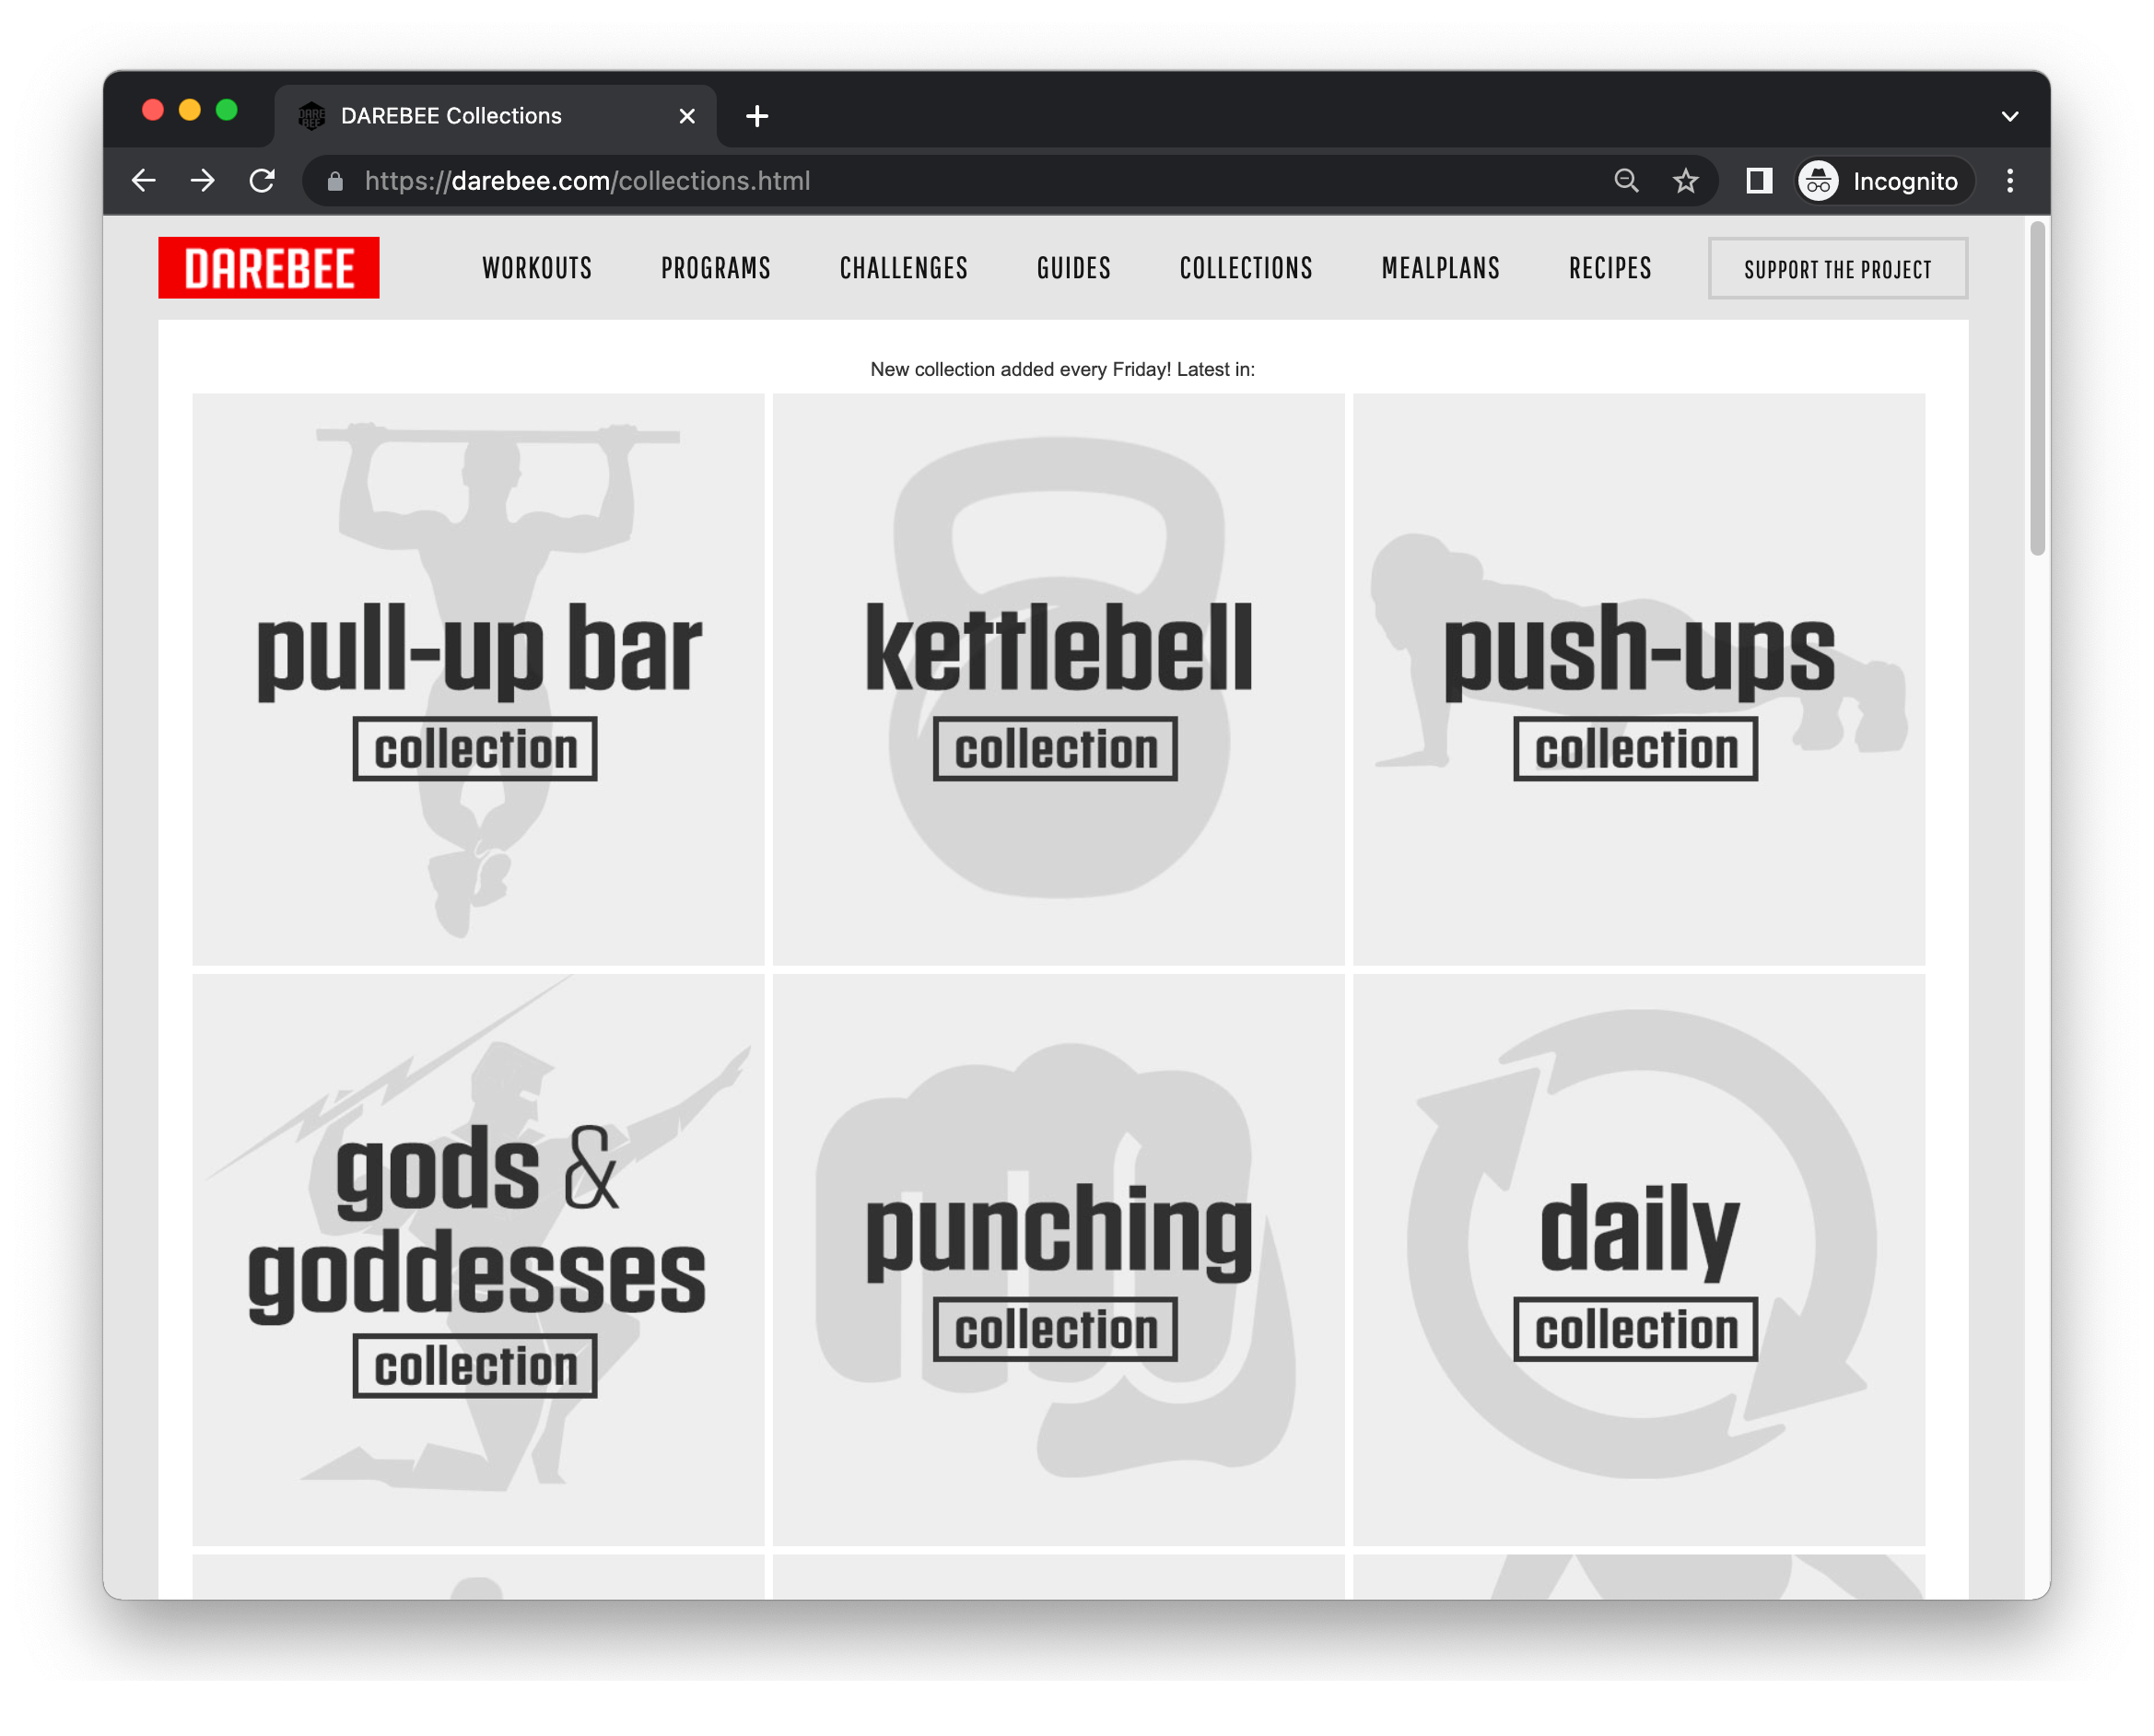 DAREBEE Collections
https://darebee.com/collections.html
Incognito
DAREBEE
WORKOUTS PROGRAMS CHALLENGES GUIDES COLLECTIONS MEALPLANS RECIPES SUPPORT THE PROJECT
New collection added every Friday! Latest in:
pull-up bar
collection
kettlebell
collection
push-ups
collection
gods &
goddesses
collection
punching
collection
daily
collection